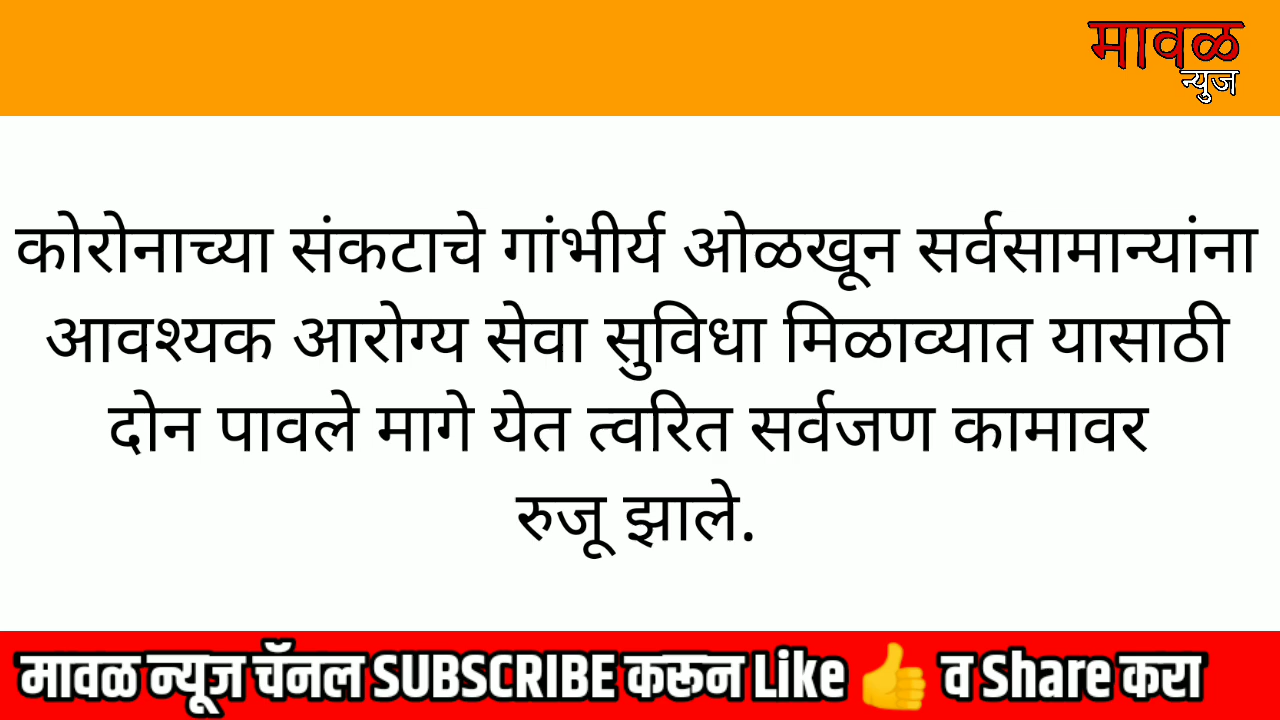 मावळ
न्युज
कोरोनाच्या संकटाचे गांभीर्य ओळखून सर्वसामान्यांना
आवश्यक आरोग्य सेवा सुविधा मिळाव्यात यासाठी
दोन पावले मागे येत त्वरित सर्वजण कामावर
रुजू झाले.
मावळ न्यूज चॅनल SUBSCRIBE करून Like 👍 व Share करा